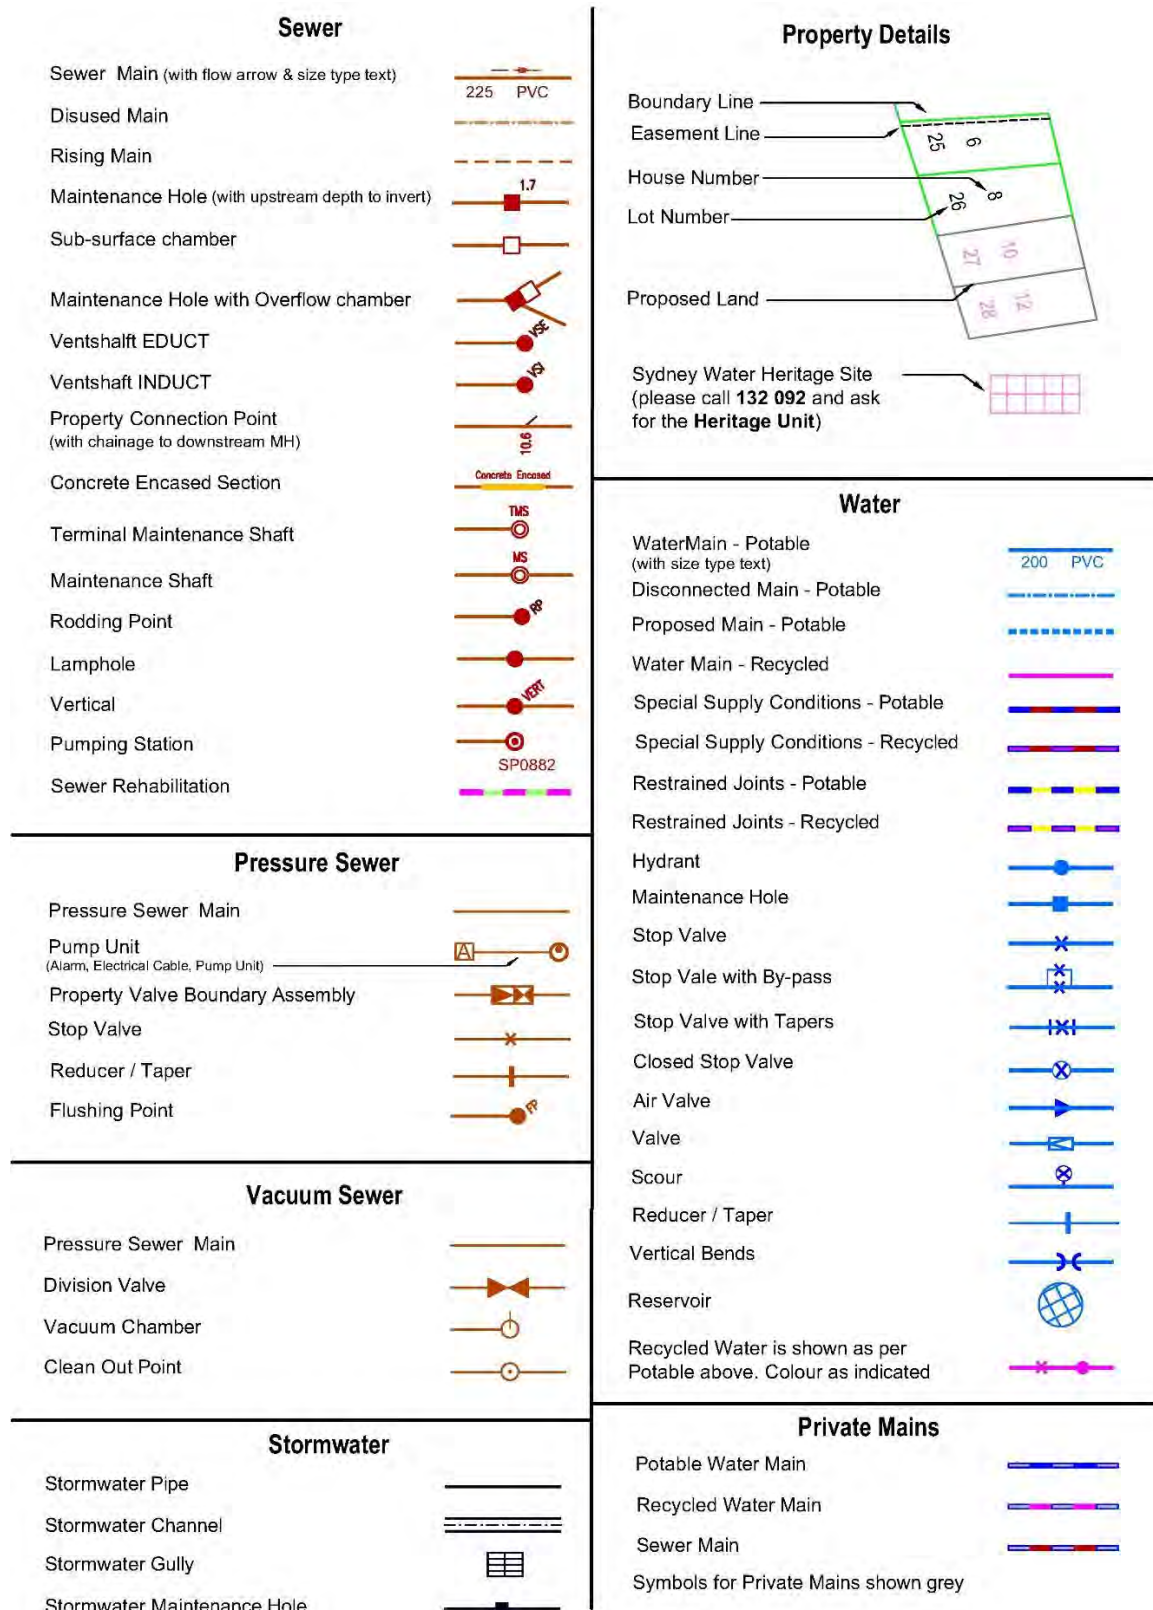 Sewer
Sewer Main (with flow arrow & size type text)
225 PVC
Disused Main
Rising Main
Maintenance Hole (with upstream depth to invert)
1.7
Sub-surface chamber
Maintenance Hole with Overflow chamber
Ventshalft EDUCT
VSE
Ventshaft INDUCT
VSI
Property Connection Point
(with chainage to downstream MH)
10.6
Concrete Encased Section
Concrete Encased
Terminal Maintenance Shaft
TMS
Maintenance Shaft
MS
Rodding Point
RP
Lamphole
Vertical
VERT
Pumping Station
SP0882
Sewer Rehabilitation
Pressure Sewer
Pressure Sewer Main
Pump Unit
(Alarm, Electrical Cable, Pump Unit)
A
Property Valve Boundary Assembly
Stop Valve
Reducer / Taper
Flushing Point
FP
Vacuum Sewer
Pressure Sewer Main
Division Valve
Vacuum Chamber
Clean Out Point
Stormwater
Stormwater Pipe
Stormwater Channel
Stormwater Gully
Stormwater Maintenance Hole
Property Details
Boundary Line
Easement Line
25 6
House Number
8
Lot Number
26
27 10
Proposed Land
28 12
Sydney Water Heritage Site
(please call 132 092 and ask
for the Heritage Unit)
Water
WaterMain - Potable
(with size type text)
200 PVC
Disconnected Main - Potable
Proposed Main - Potable
Water Main - Recycled
Special Supply Conditions - Potable
Special Supply Conditions - Recycled
Restrained Joints - Potable
Restrained Joints - Recycled
Hydrant
Maintenance Hole
Stop Valve
Stop Vale with By-pass
Stop Valve with Tapers
Closed Stop Valve
Air Valve
Valve
Scour
Reducer / Taper
Vertical Bends
Reservoir
Recycled Water is shown as per
Potable above. Colour as indicated
Private Mains
Potable Water Main
Recycled Water Main
Sewer Main
Symbols for Private Mains shown grey